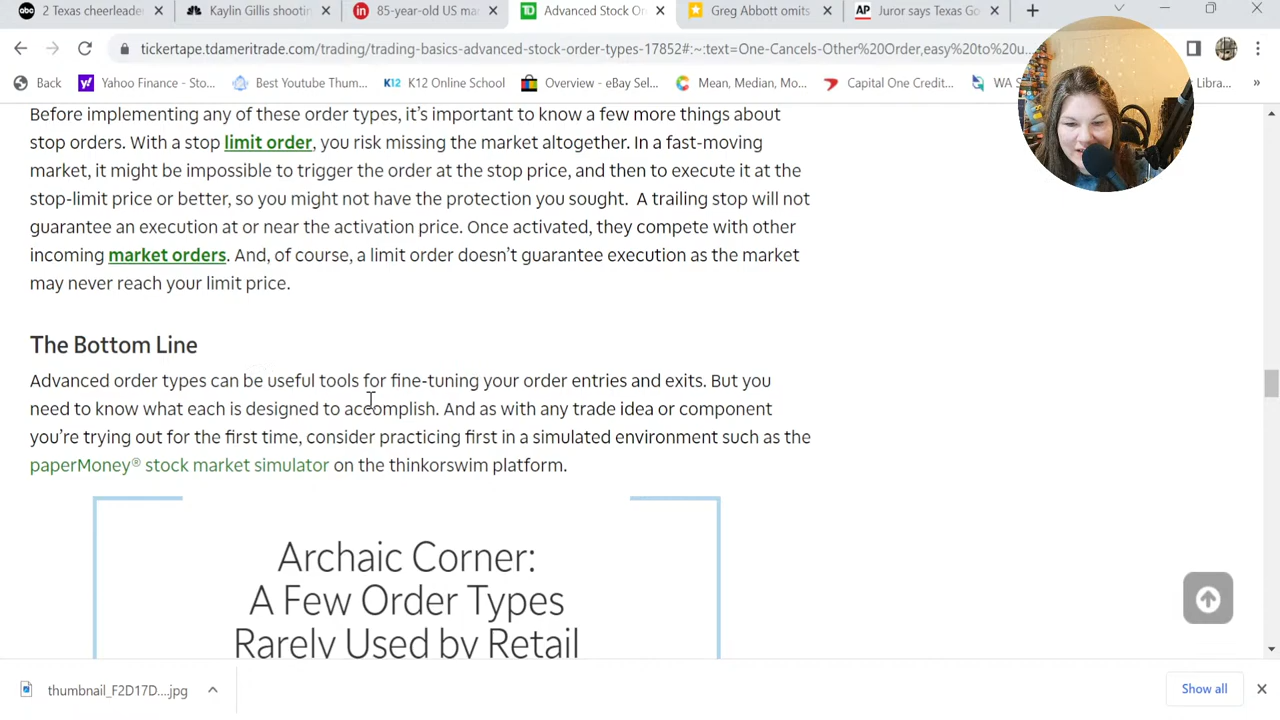 2 Texas cheerleade
Kaylin Gillis shootin
85-year-old US ma
Advanced Stock Or
Greg Abbott omits
AP Juror says Texas Go
tickertape.tdameritrade.com/trading/trading-basics-advanced-stock-order-types-17852#:~:text=One-Cancels-Other%20Order,easy%20to%20u...
Back
Yahoo Finance - Sto...
Best Youtube Thum...
K12 K12 Online School
Overview - eBay Sel...
Mean, Median, Mo...
Capital One Credit...
WA S
Libra...
»
Before implementing any of these order types, it’s important to know a few more things about
stop orders. With a stop limit order, you risk missing the market altogether. In a fast-moving
market, it might be impossible to trigger the order at the stop price, and then to execute it at the
stop-limit price or better, so you might not have the protection you sought. A trailing stop will not
guarantee an execution at or near the activation price. Once activated, they compete with other
incoming market orders. And, of course, a limit order doesn’t guarantee execution as the market
may never reach your limit price.
The Bottom Line
Advanced order types can be useful tools for fine-tuning your order entries and exits. But you
need to know what each is designed to accomplish. And as with any trade idea or component
you’re trying out for the first time, consider practicing first in a simulated environment such as the
paperMoney® stock market simulator on the thinkorswim platform.
Archaic Corner:
A Few Order Types
Rarely Used by Retail
thumbnail_F2D17D....jpg
Show all